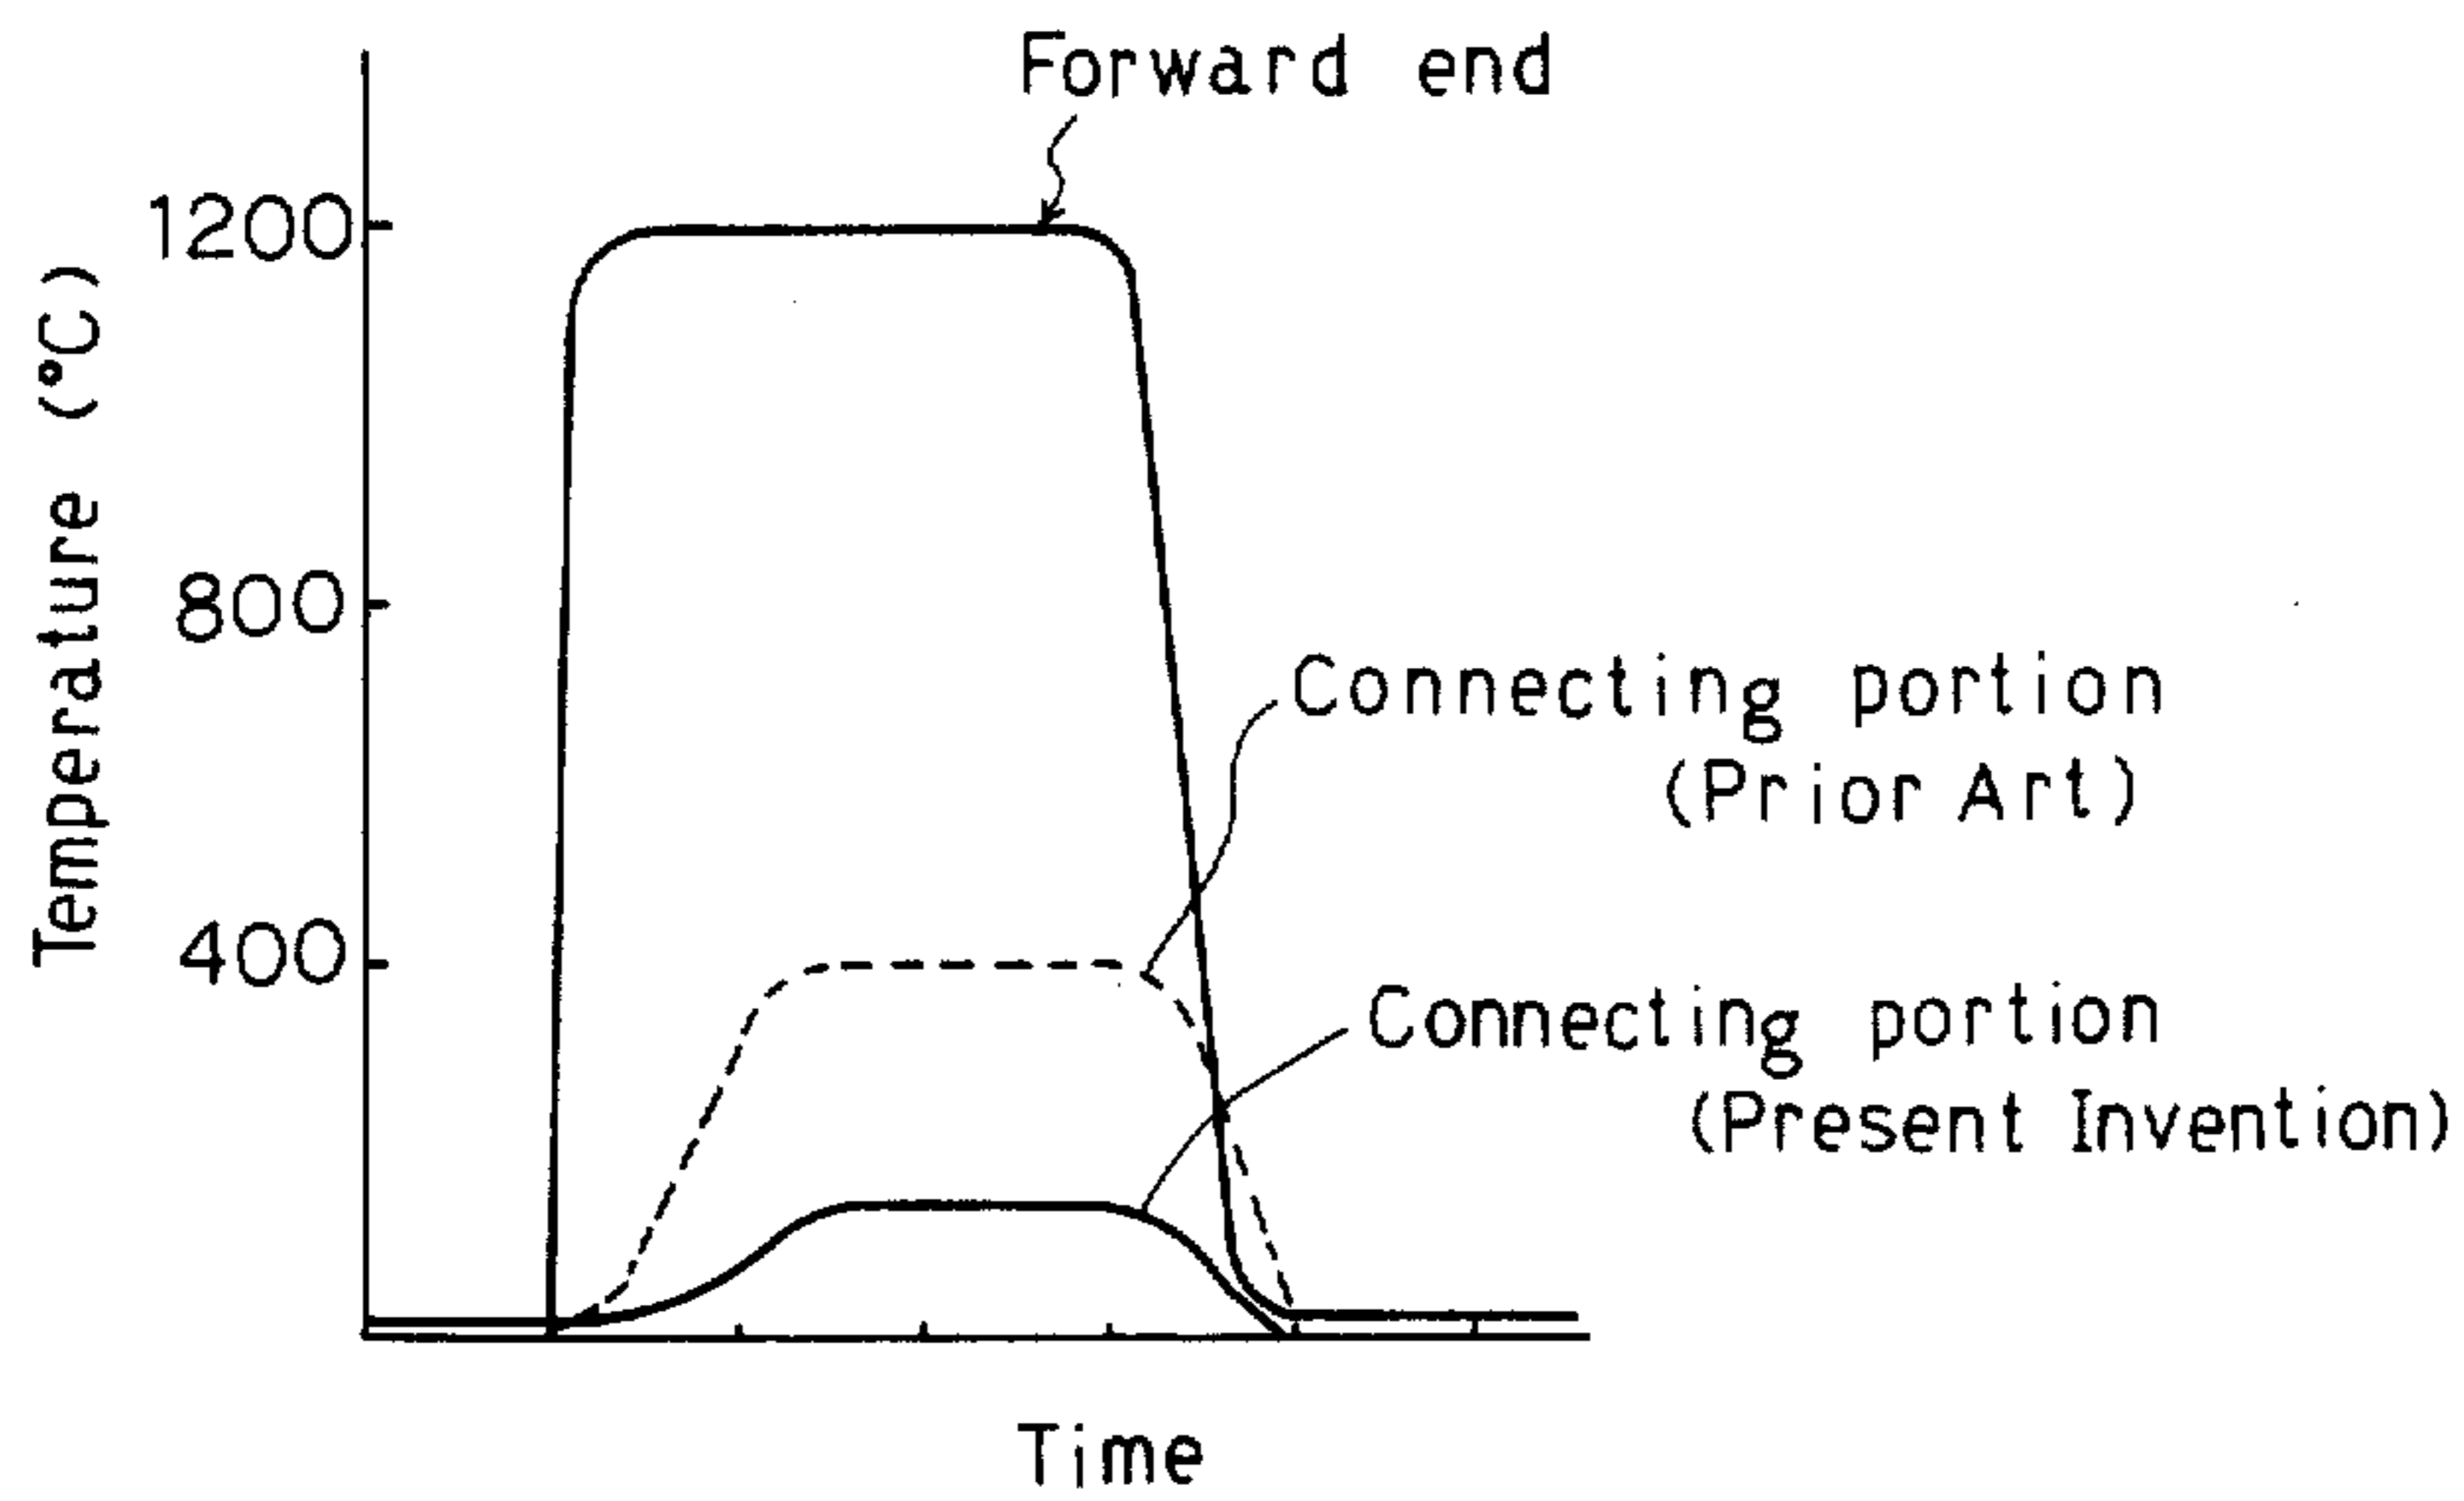 Forward end
1200
Temperature (°C)
800
Connecting portion
(Prior Art)
400
Connecting portion
(Present Invention)
Time